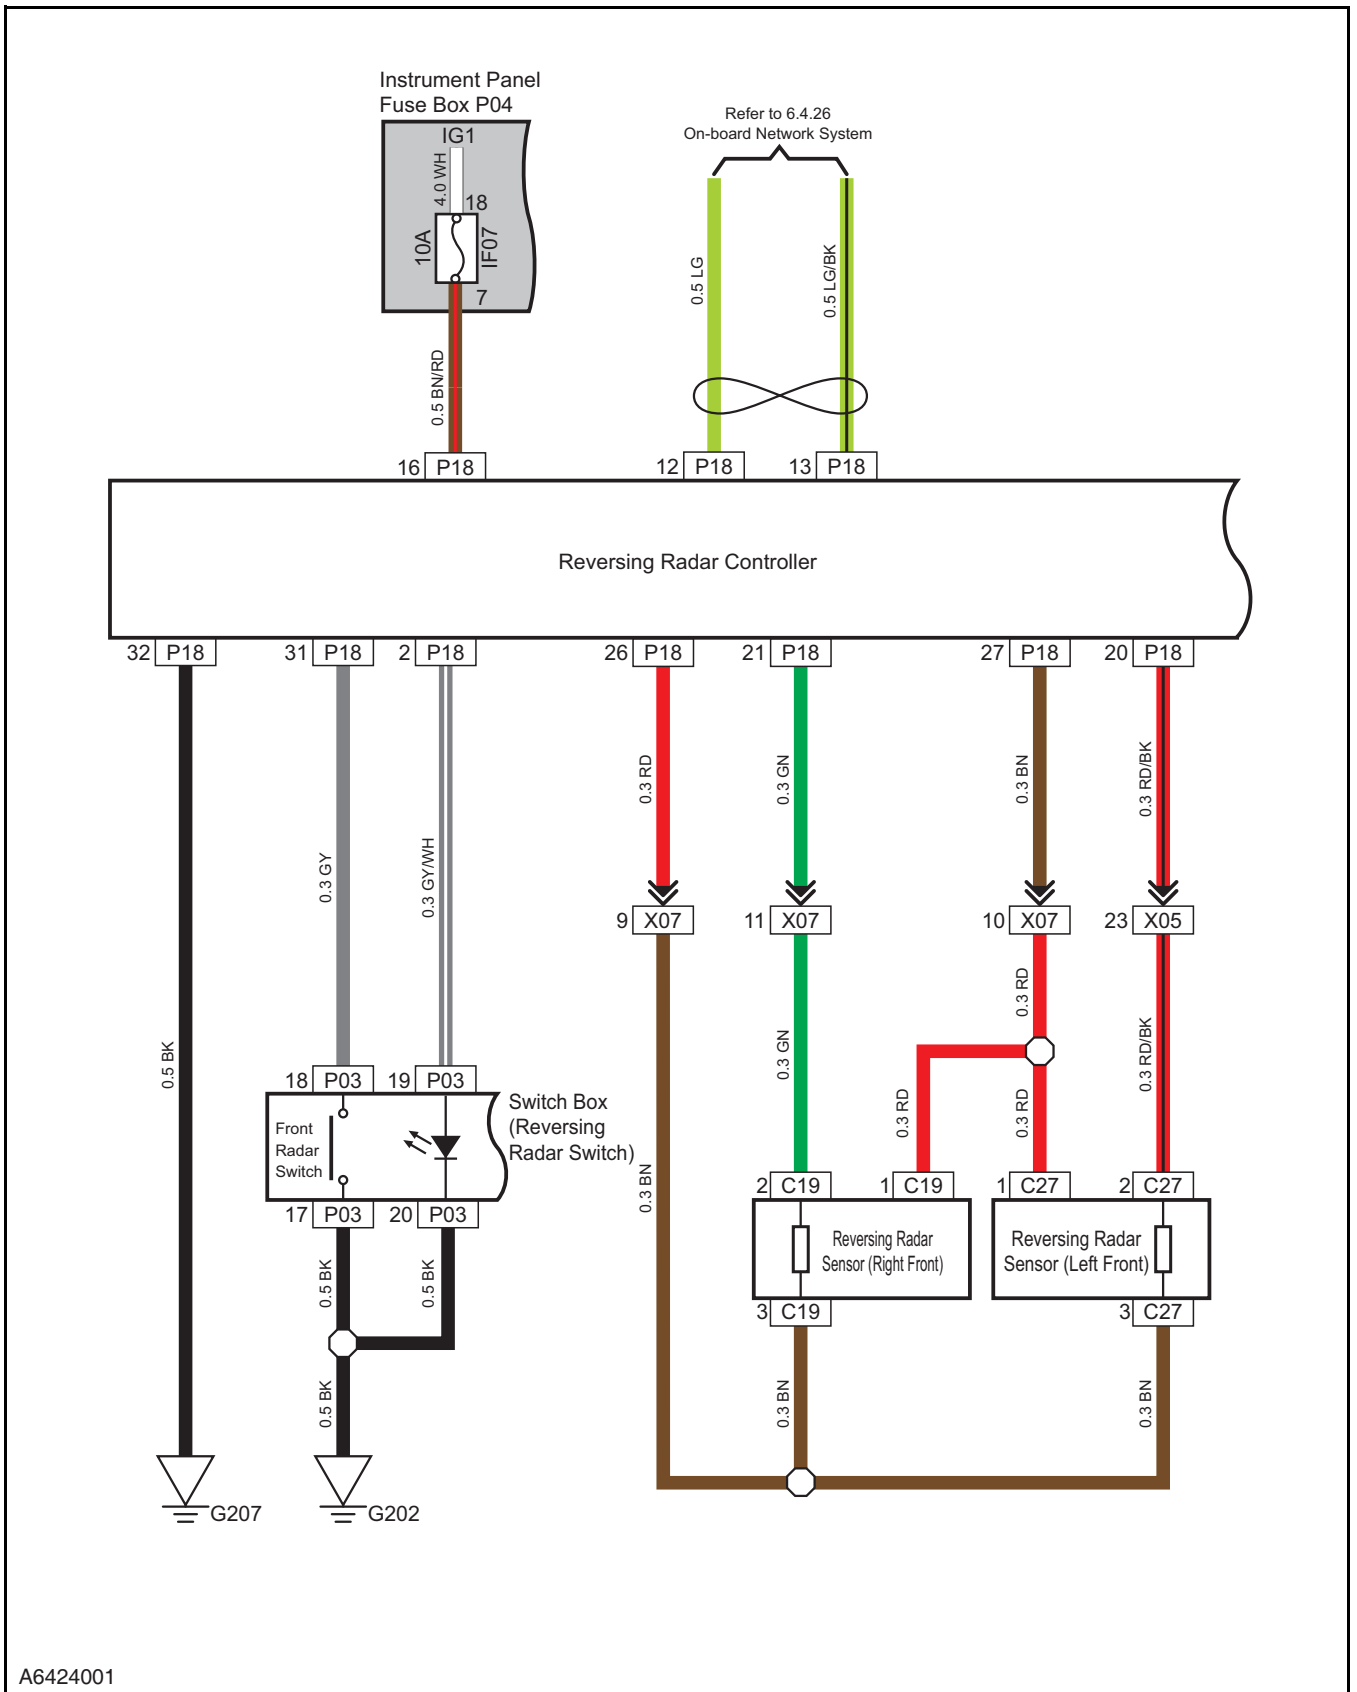 Instrument Panel
Fuse Box P04
IG1
4.0 WH
18
10A
IF07
7
0.5 BN/RD
Refer to 6.4.26
On-board Network System
0.5 LG
0.5 LG/BK
16 P18
12 P18
13 P18
Reversing Radar Controller
32 P18
31 P18
2 P18
26 P18
21 P18
27 P18
20 P18
0.3 RD
0.3 GN
0.3 BN
0.3 RD/BK
0.3 GY
0.3 GY/WH
9 X07
11 X07
10 X07
23 X05
0.3 RD
0.5 BK
0.3 GN
0.3 RD/BK
18 P03
19 P03
Switch Box
(Reversing
Radar Switch)
Front
Radar
Switch
0.3 RD
0.3 RD
0.3 BN
17 P03
20 P03
2 C19
1 C19
1 C27
2 C27
Reversing Radar
Sensor (Right Front)
Reversing Radar
Sensor (Left Front)
0.5 BK
0.5 BK
3 C19
3 C27
0.5 BK
0.3 BN
0.3 BN
G207
G202
A6424001